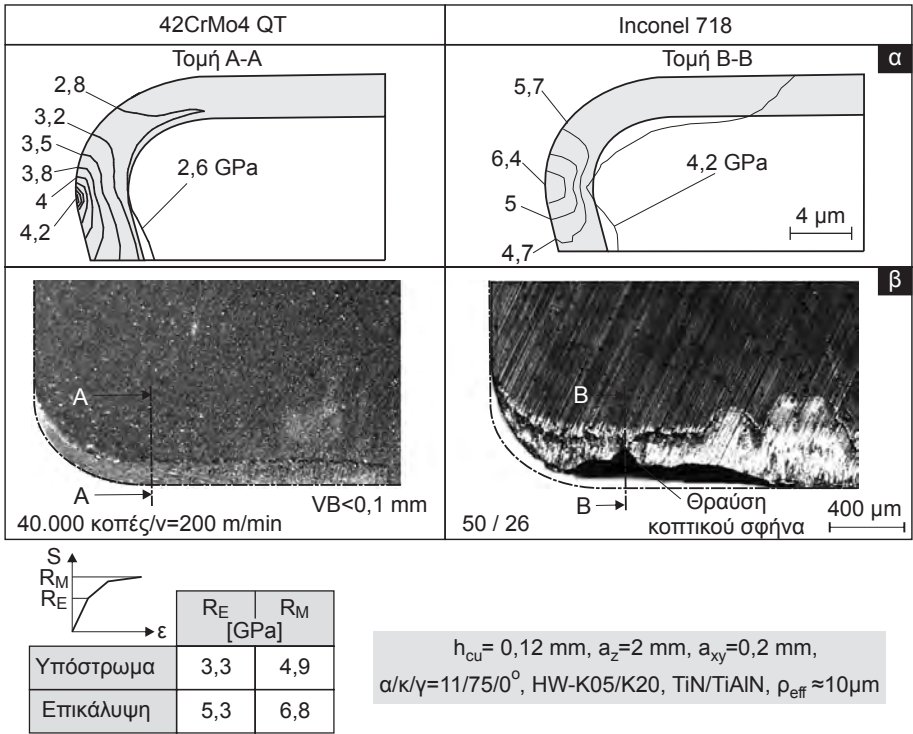 42CrMo4 QT
Inconel 718
Τομή Α-Α
Τομή Β-Β
α
2,8
3,2
3,5
3,8
4
4,2
2,6 GPa
5,7
6,4
5
4,7
4,2 GPa
4 μm
β
A
A
VB<0,1 mm
40.000 κοπές/v=200 m/min
B
B
Θραύση
κοπτικού σφήνα
400 μm
50 / 26
S
R_M
R_E
ε
R_E R_M
[GPa]
Υπόστρωμα 3,3 4,9
Επικάλυψη 5,3 6,8
h_cu= 0,12 mm, a_z=2 mm, a_xy=0,2 mm,
α/κ/γ=11/75/0°, HW-K05/K20, TiN/TiAlN, ρ_eff ≈10μm